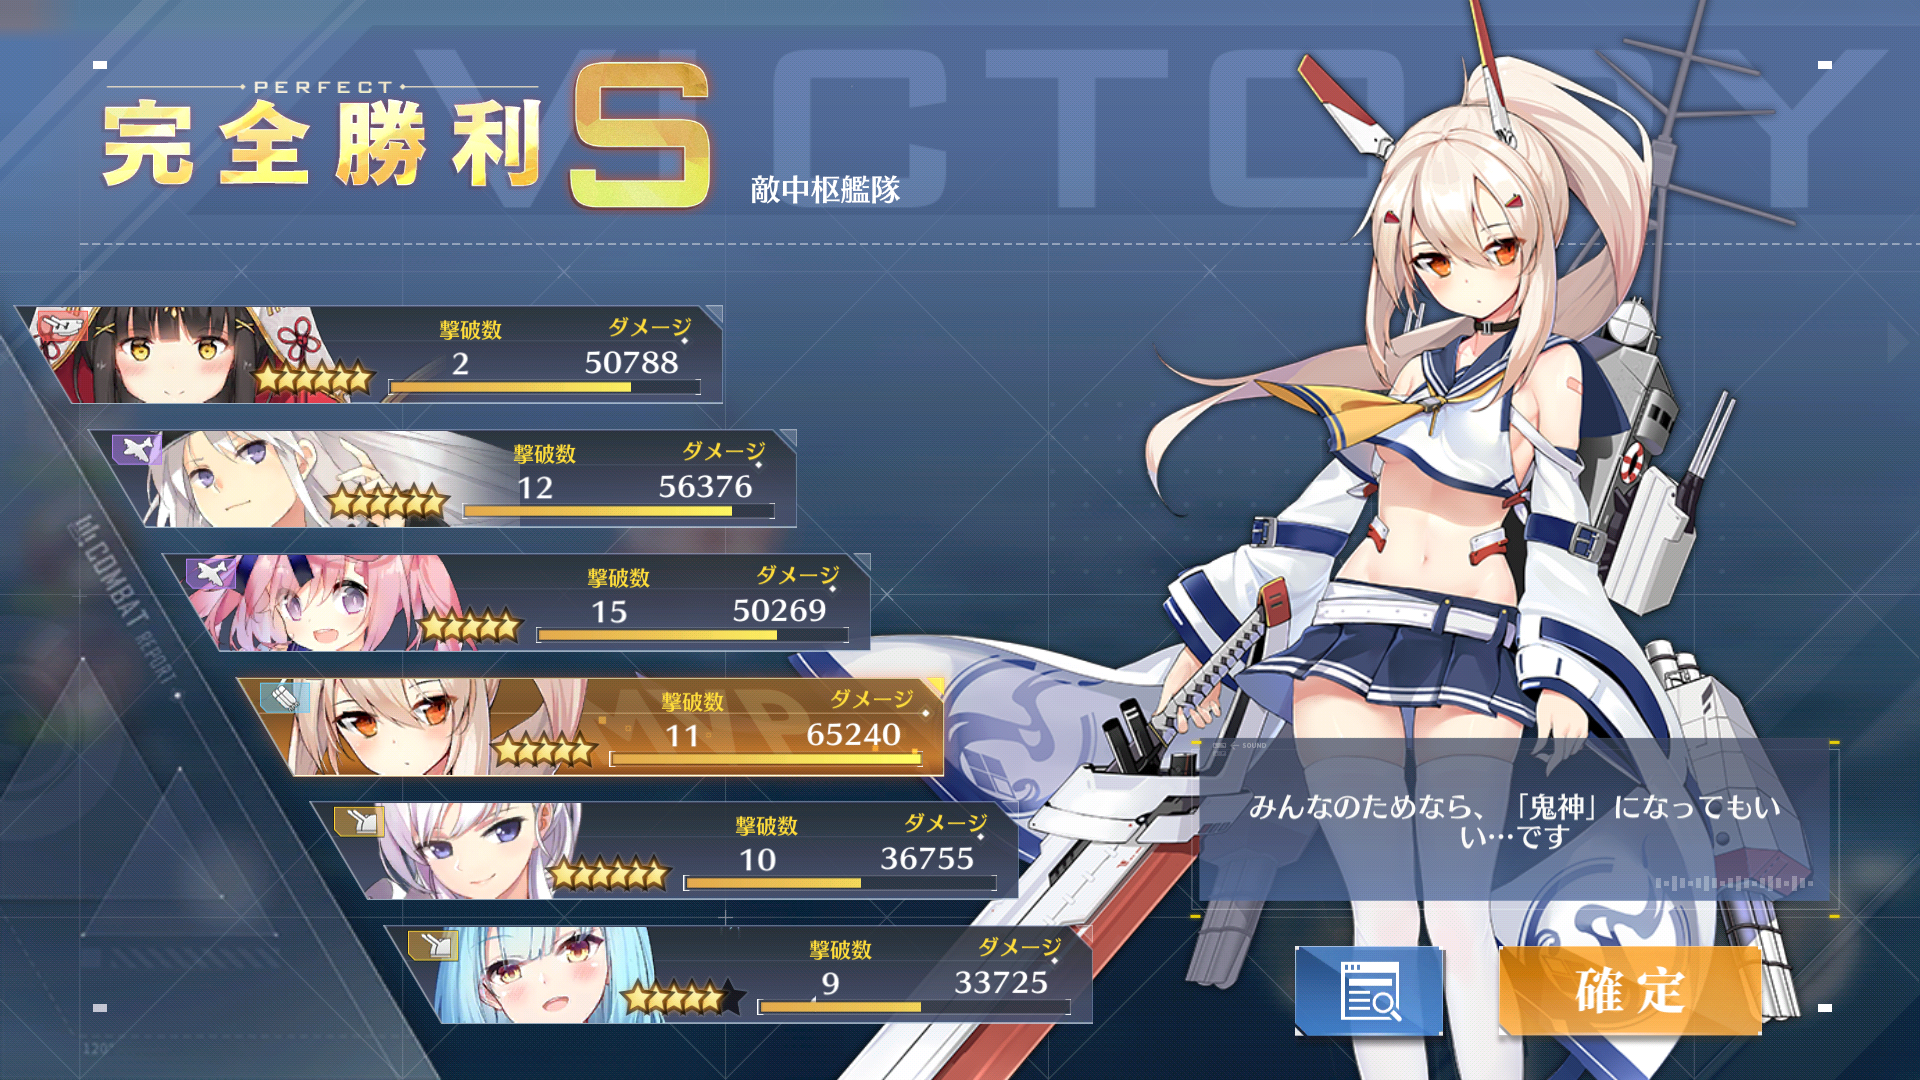 VICTORY
PERFECT
完全勝利 S
敵中枢艦隊
撃破数 ダメージ
2 50788
撃破数 ダメージ
12 56376
撃破数 ダメージ
15 50269
MVP
撃破数 ダメージ
11 65240
撃破数 ダメージ
10 36755
撃破数 ダメージ
9 33725
COMBAT REPORT
120°
SOUND
みんなのためなら、「鬼神」になってもい
い…です
確定